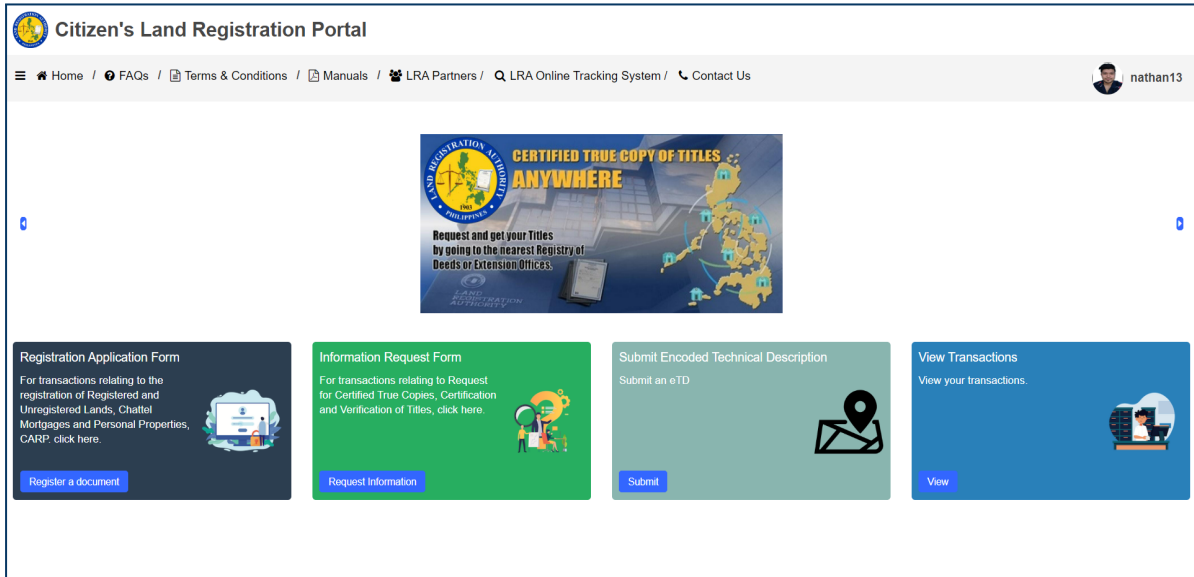 Citizen's Land Registration Portal
Home / FAQs / Terms & Conditions / Manuals / LRA Partners / LRA Online Tracking System / Contact Us
nathan13
LAND REGISTRATION AUTHORITY
1903
PHILIPPINES
CERTIFIED TRUE COPY OF TITLES
ANYWHERE
Request and get your Titles
by going to the nearest Registry of
Deeds or Extension Offices.
LAND
REGISTRATION
AUTHORITY
Registration Application Form
For transactions relating to the
registration of Registered and
Unregistered Lands, Chattel
Mortgages and Personal Properties,
CARP. click here.
Register a document
Information Request Form
For transactions relating to Request
for Certified True Copies, Certification
and Verification of Titles, click here.
Request Information
Submit Encoded Technical Description
Submit an eTD
Submit
View Transactions
View your transactions.
View